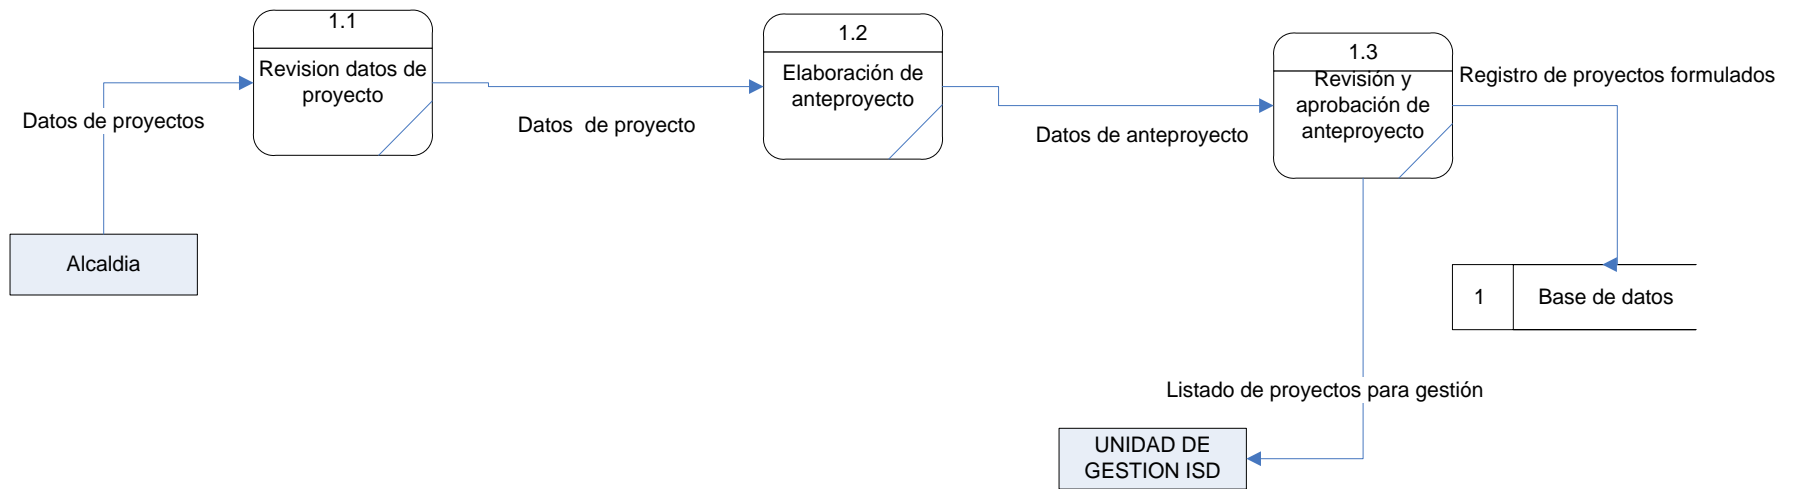 1.1
Revision datos de
proyecto
1.2
Elaboración de
anteproyecto
1.3
Revisión y
aprobación de
anteproyecto
Registro de proyectos formulados
Datos de proyectos
Datos de proyecto
Datos de anteproyecto
Alcaldia
1
Base de datos
Listado de proyectos para gestión
UNIDAD DE
GESTION ISD